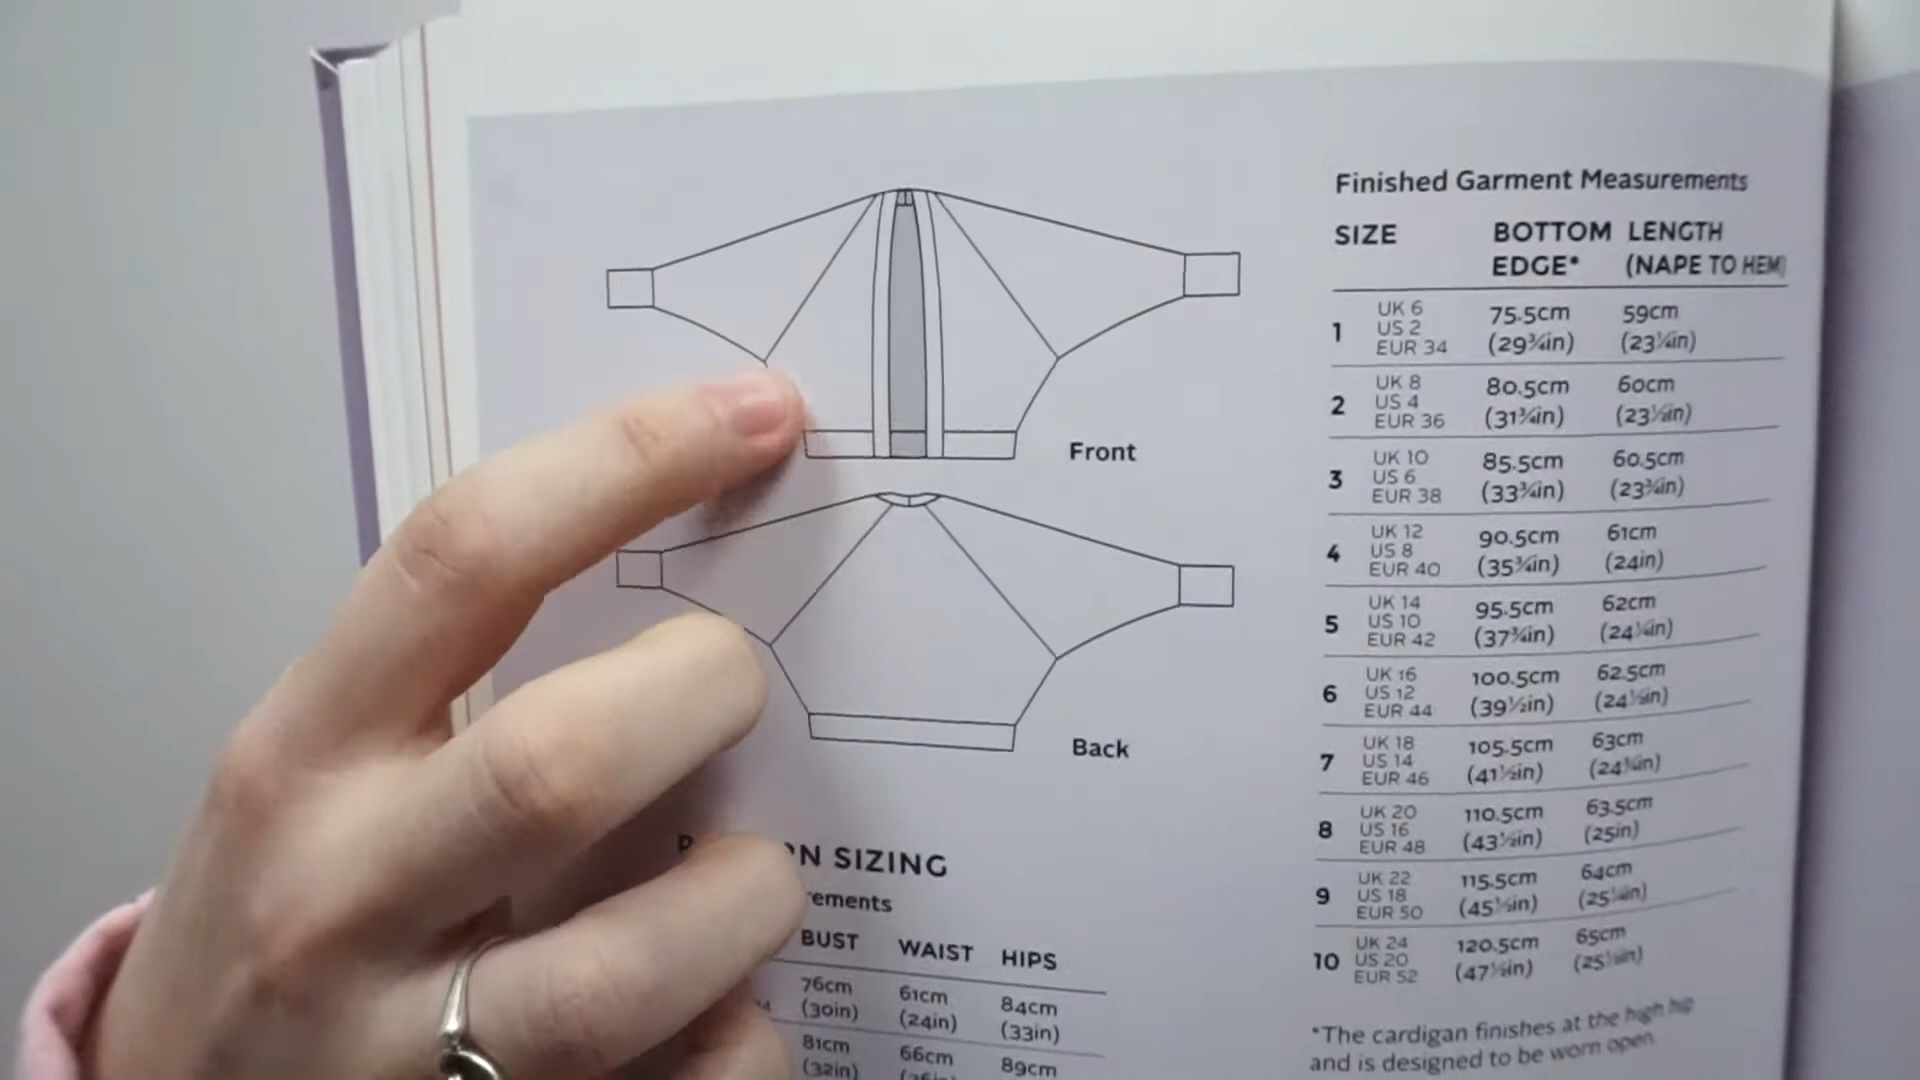 Front
Back
Finished Garment Measurements
SIZE BOTTOM EDGE* LENGTH (NAPE TO HEM)
1 UK 6 US 2 EUR 34 75.5cm (29¾in) 59cm (23¼in)
2 UK 8 US 4 EUR 36 80.5cm (31¾in) 60cm (23½in)
3 UK 10 US 6 EUR 38 85.5cm (33¾in) 60.5cm (23¾in)
4 UK 12 US 8 EUR 40 90.5cm (35¾in) 61cm (24in)
5 UK 14 US 10 EUR 42 95.5cm (37¾in) 62cm (24¼in)
6 UK 16 US 12 EUR 44 100.5cm (39½in) 62.5cm (24½in)
7 UK 18 US 14 EUR 46 105.5cm (41½in) 63cm (24¾in)
8 UK 20 US 16 EUR 48 110.5cm (43½in) 63.5cm (25in)
9 UK 22 US 18 EUR 50 115.5cm (45½in) 64cm (25¼in)
10 UK 24 US 20 EUR 52 120.5cm (47½in) 65cm (25½in)
*The cardigan finishes at the high hip
and is designed to be worn open
SIZING
BUST WAIST HIPS
76cm 61cm 84cm
(30in) (24in) (33in)
81cm 66cm 89cm
(32in)